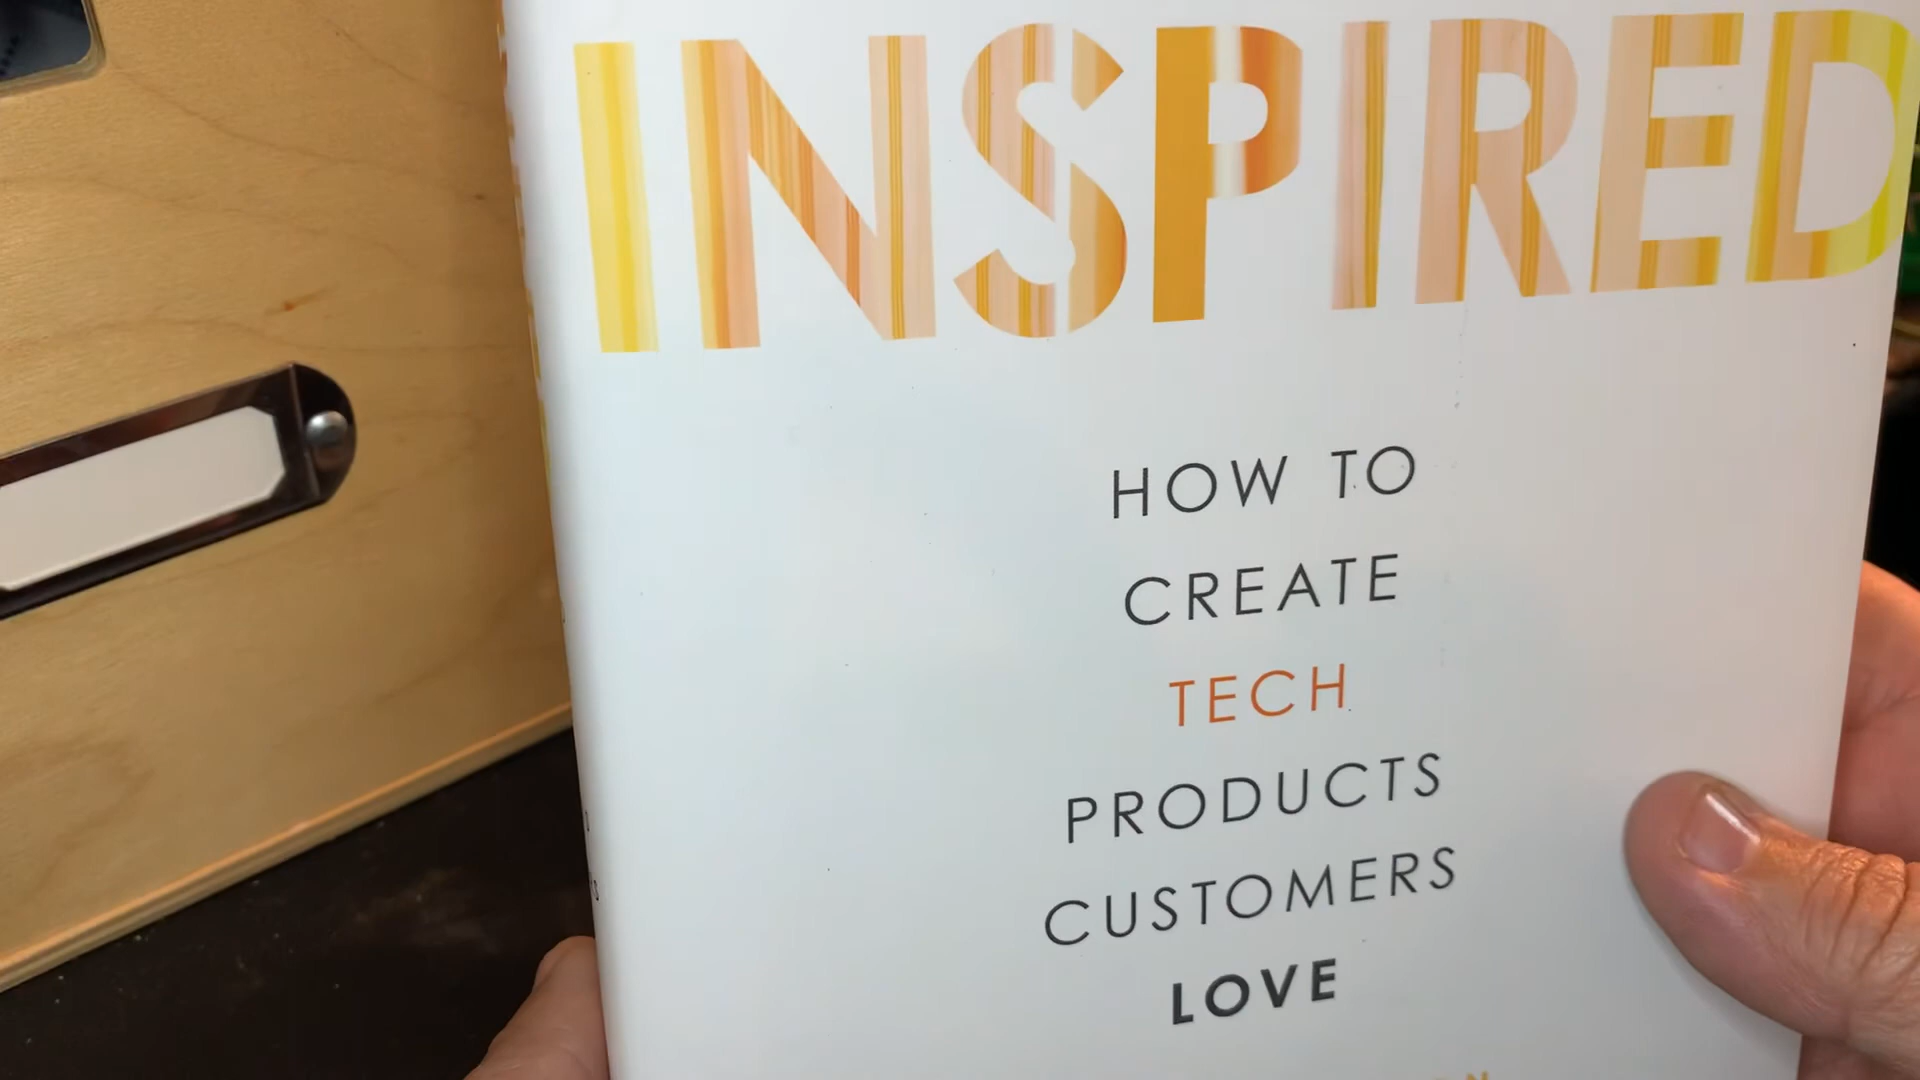 INSPIRED
HOW TO
CREATE
TECH
PRODUCTS
CUSTOMERS
LOVE